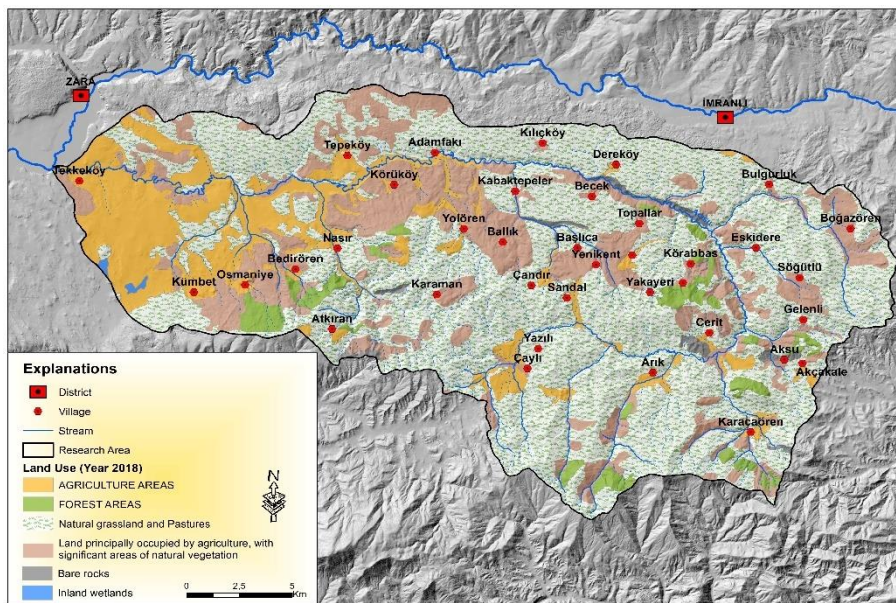 ZARA
İMRANLI
Kılıçköy
Tepeköy
Adamfakı
Dereköy
Tekkeköy
Körüköy
Kabaktepeler
Becek
Bulgurluk
Topallar
Boğazören
Yolören
Ballık
Nasır
Başlıca
Eskidere
Bedirören
Yenikent
Körabbas
Söğütlü
Kumbet
Osmaniye
Karaman
Çandır
Sandal
Yakayeri
Gelenli
Atkıran
Cerit
Yazılı
Aksu
Çaylı
Arık
Akçakale
Karacaören
Explanations
District
Village
Stream
Research Area
Land Use (Year 2018)
AGRICULTURE AREAS
FOREST AREAS
Natural grassland and Pastures
Land principally occupied by agriculture, with
significant areas of natural vegetation
Bare rocks
Inland wetlands
N
0 2,5 5
Km